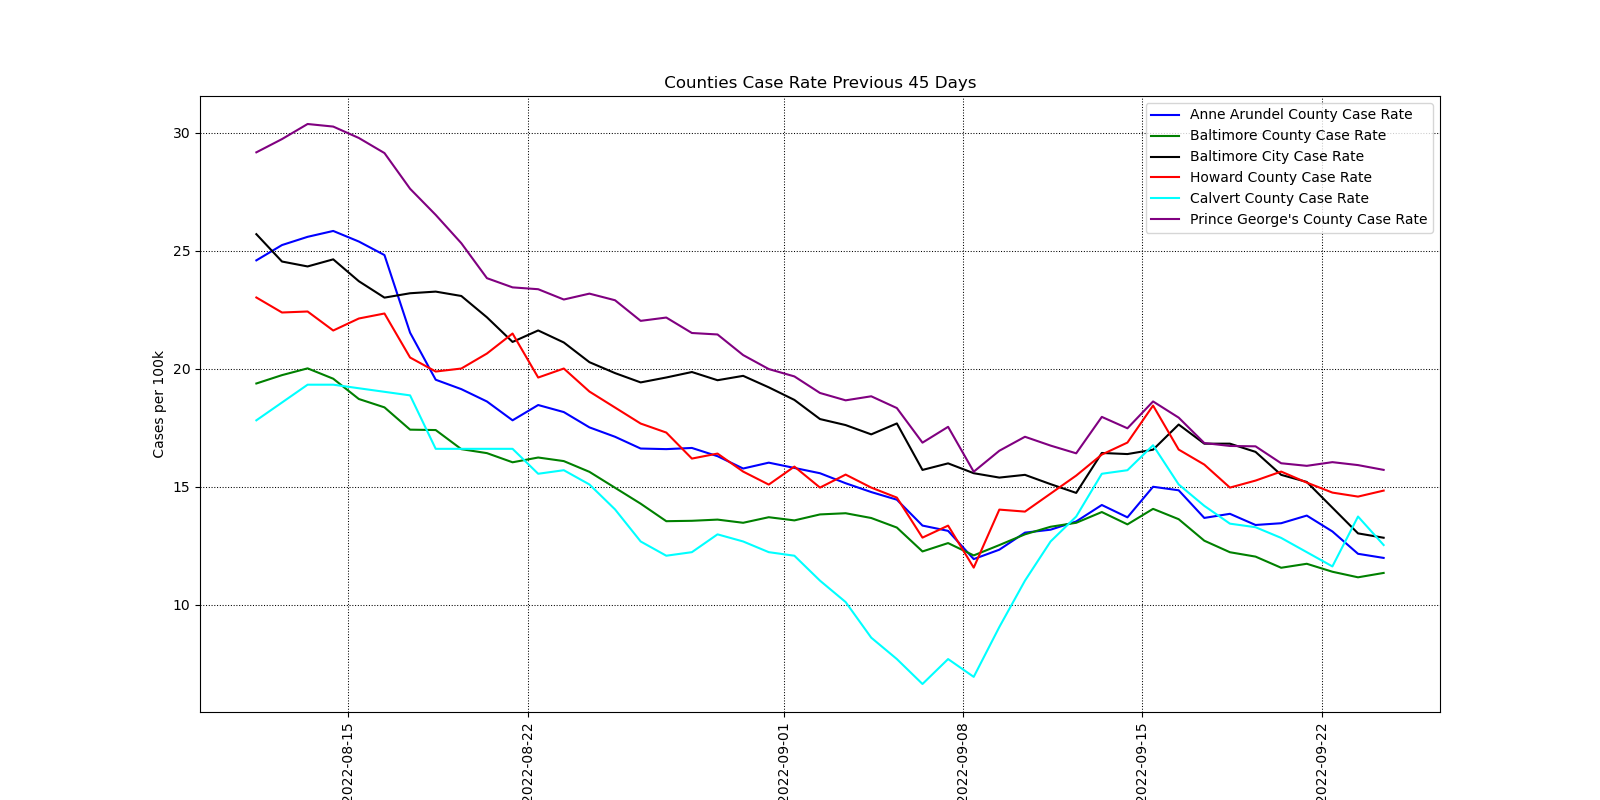 Counties Case Rate Previous 45 Days
Anne Arundel County Case Rate
Baltimore County Case Rate
Baltimore City Case Rate
Howard County Case Rate
Calvert County Case Rate
Prince George's County Case Rate
Cases per 100k
30
25
20
15
10
2022-08-15
2022-08-22
2022-09-01
2022-09-08
2022-09-15
2022-09-22